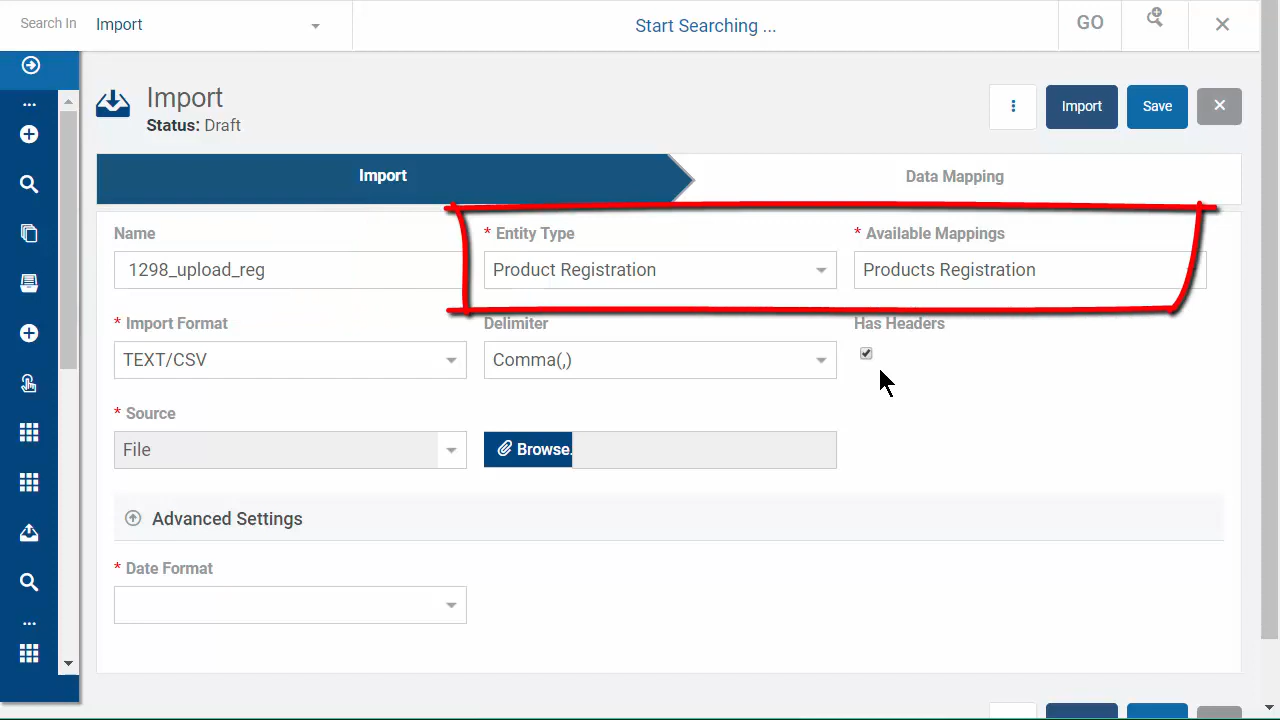 Search In Import Start Searching ... GO
Import
Status: Draft
Import Save
Import Data Mapping
Name * Entity Type * Available Mappings
1298_upload_reg Product Registration Products Registration
* Import Format Delimiter Has Headers
TEXT/CSV Comma(,)
* Source
File Browse.
Advanced Settings
* Date Format